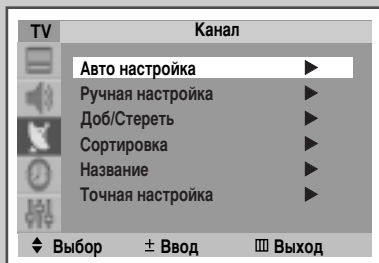 TV Канал
Авто настройка
Ручная настройка
Доб/Стереть
Сортировка
Название
Точная настройка
Выбор ± Ввод Выход